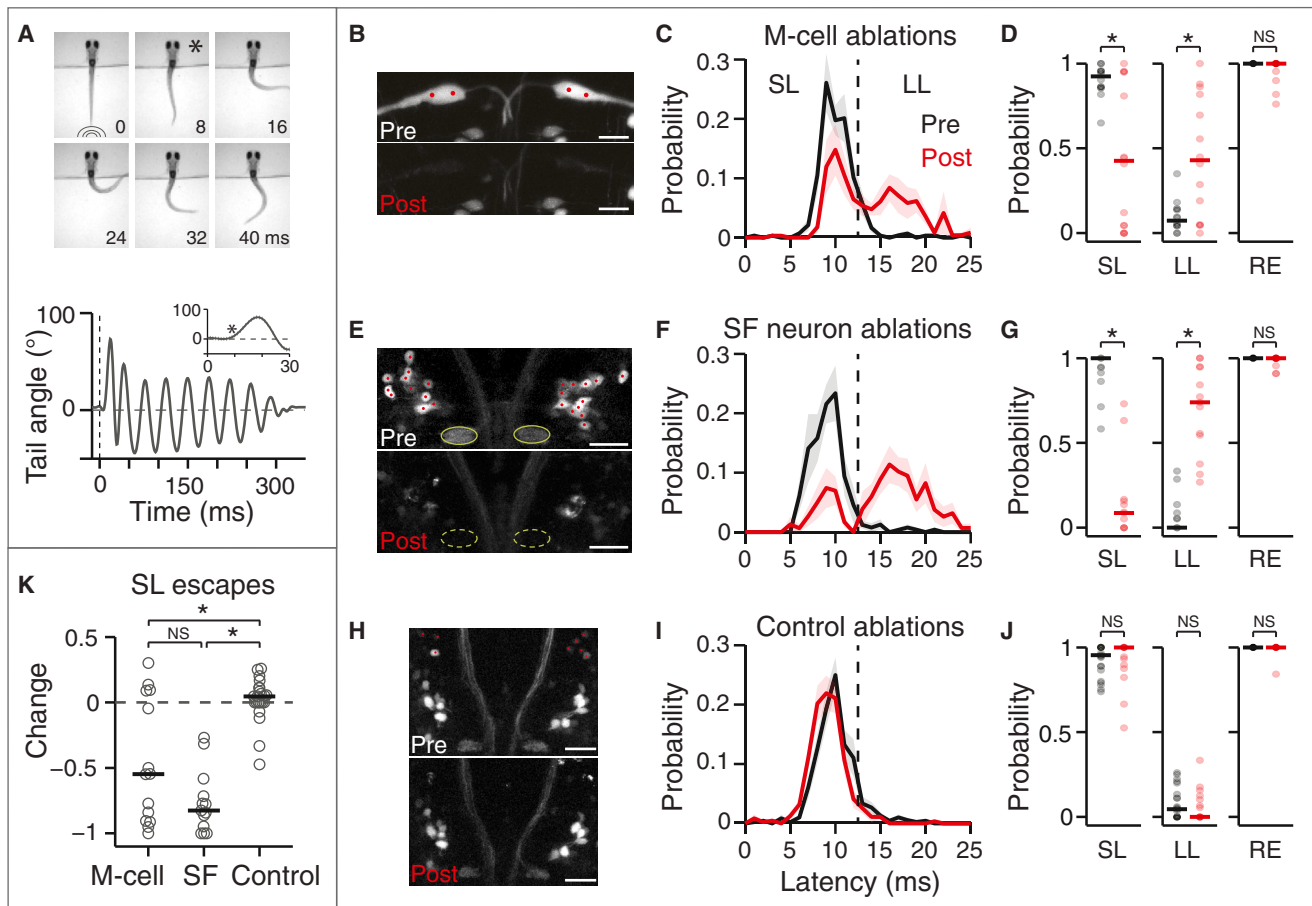 A
*
0
8
16
24
32
40 ms
100
0
Tail angle (°)
0
150
300
Time (ms)
100
0
*
0
30
B
Pre
Post
C
M-cell ablations
SL
LL
Pre
Post
Probability
0.3
0.2
0.1
0
0
5
10
15
20
25
D
*
*
NS
Probability
1
0.5
0
SL
LL
RE
E
Pre
Post
F
SF neuron ablations
Probability
0.3
0.2
0.1
0
0
5
10
15
20
25
G
*
*
NS
Probability
1
0.5
0
SL
LL
RE
K
SL escapes
*
NS
*
Change
0.5
0
−0.5
−1
M-cell
SF
Control
H
Pre
Post
I
Control ablations
Probability
0.3
0.2
0.1
0
0
5
10
15
20
25
Latency (ms)
J
NS
NS
NS
Probability
1
0.5
0
SL
LL
RE